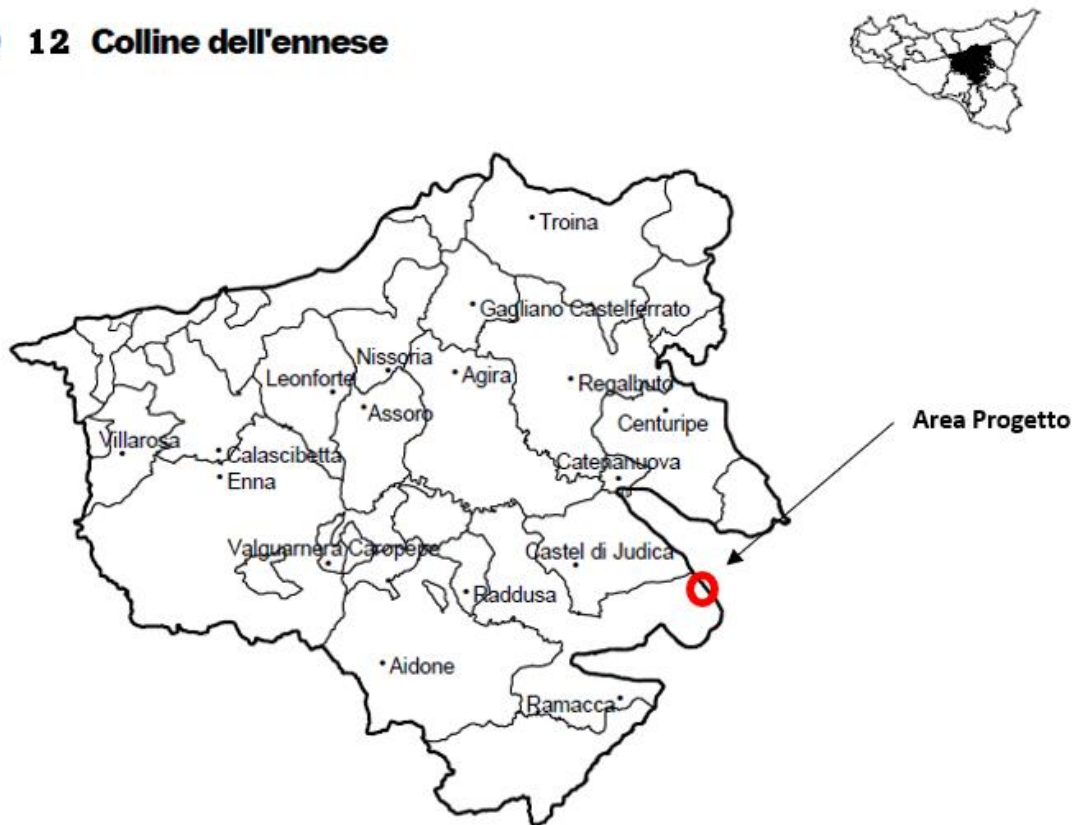 12 Colline dell'ennese
Troina
Gagliano Castelferrato
Nissoria
Leonforte
Agira
Regalbuto
Assoro
Centuripe
Area Progetto
Villarosa
Calascibetta
Catenanuova
Enna
Valguarnera Caropepe
Castel di Judica
Raddusa
Aidone
Ramacca